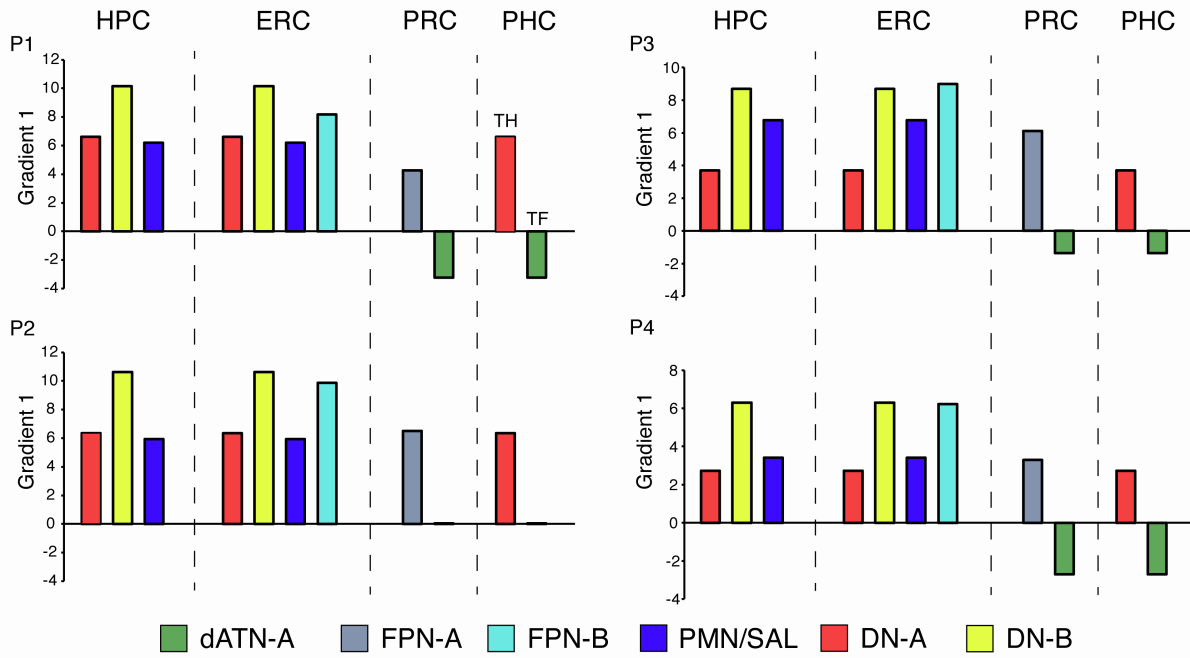 HPC ERC PRC PHC
P1
12
10
8
6
4
2
0
-2
-4
Gradient 1
TH
TF
P2
12
10
8
6
4
2
0
-2
-4
Gradient 1
HPC ERC PRC PHC
P3
10
8
6
4
2
0
-2
-4
Gradient 1
P4
8
6
4
2
0
-2
-4
Gradient 1
dATN-A FPN-A FPN-B PMN/SAL DN-A DN-B